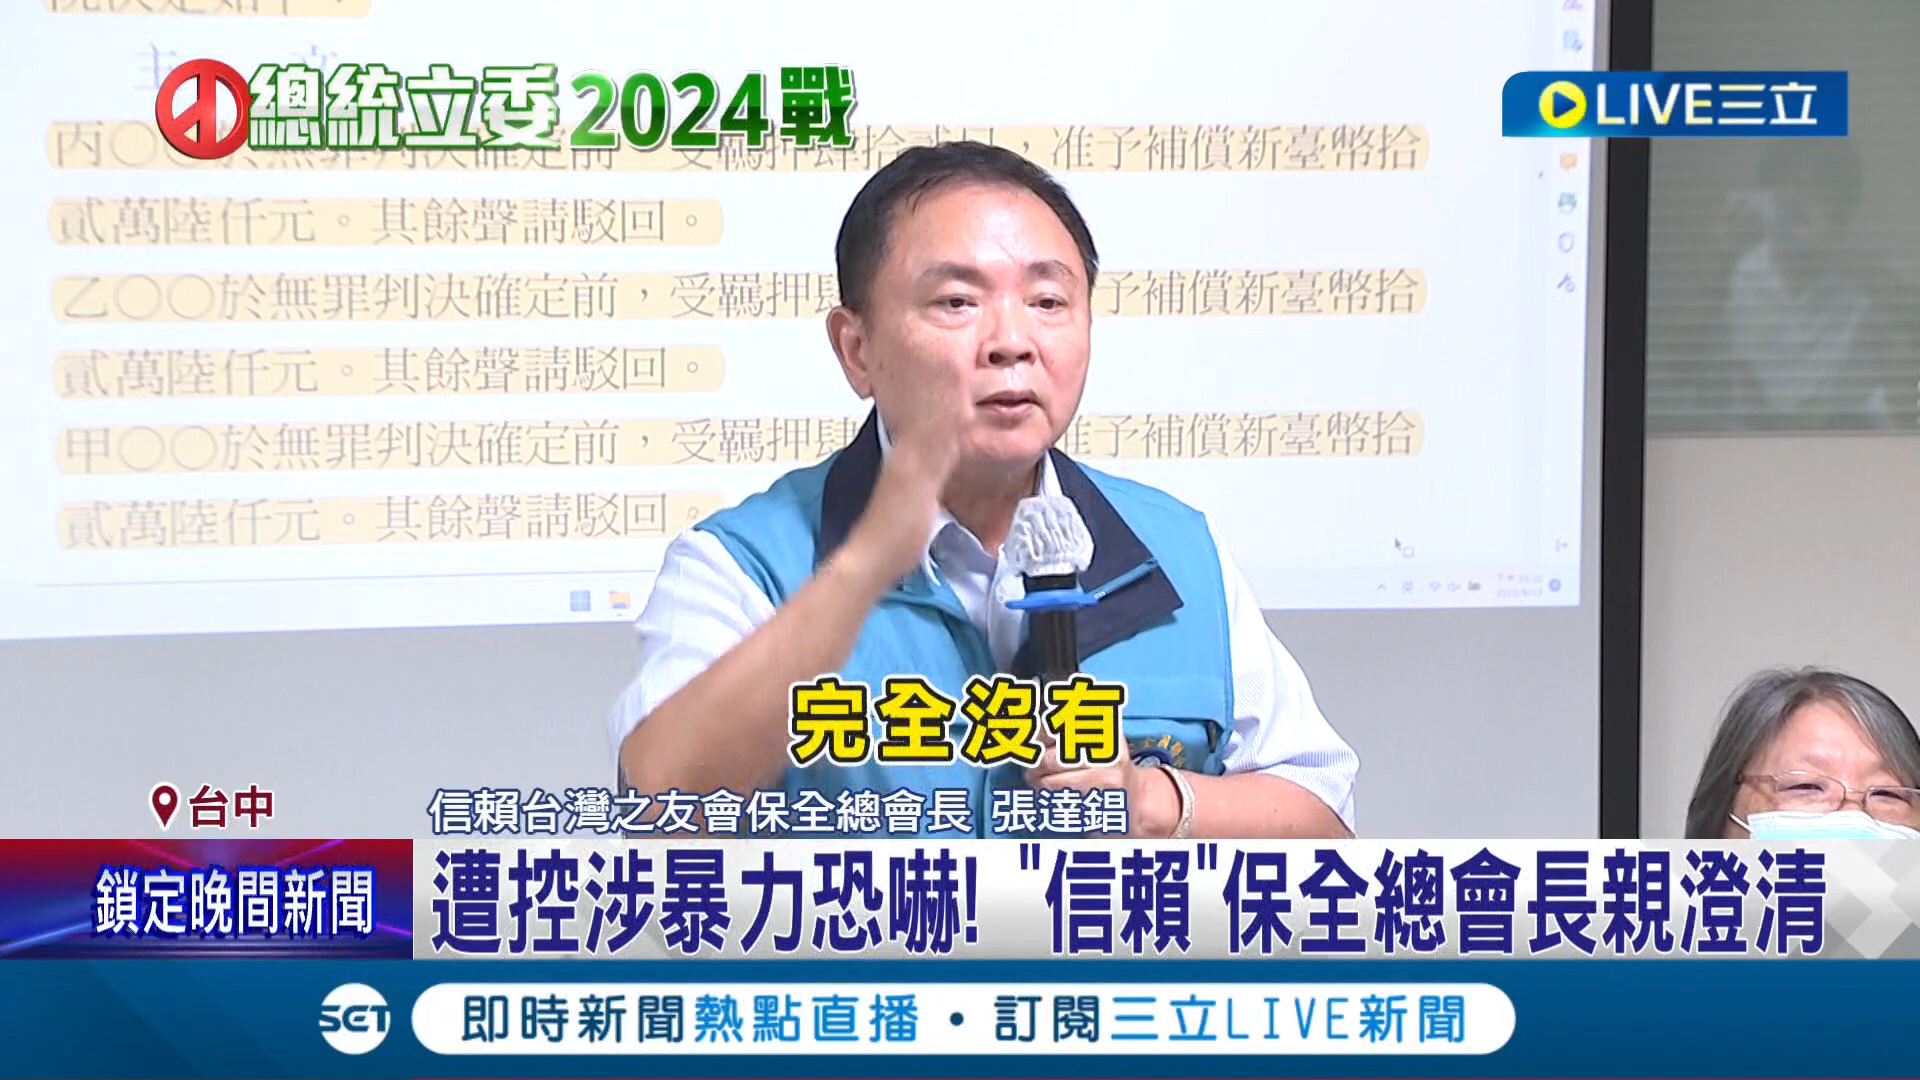 總統立委2024戰
LIVE三立
丙〇〇於無罪判決確定前，受羈押肆拾貳日，准予補償新臺幣拾
貳萬陸仟元。其餘聲請駁回。
乙〇〇於無罪判決確定前，受羈押肆 予補償新臺幣拾
貳萬陸仟元。其餘聲請駁回。
甲〇〇於無罪判決確定前，受羈押肆 准予補償新臺幣拾
貳萬陸仟元。其餘聲請駁回。
完全沒有
台中
信賴台灣之友會保全總會長 張達錩
鎖定晚間新聞
遭控涉暴力恐嚇! "信賴"保全總會長親澄清
SET
即時新聞熱點直播·訂閱三立LIVE新聞